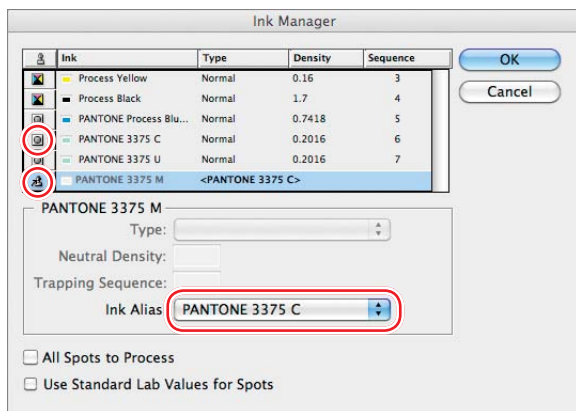 Ink Manager
Ink Type Density Sequence
Process Yellow Normal 0.16 3
Process Black Normal 1.7 4
PANTONE Process Blu... Normal 0.7418 5
PANTONE 3375 C Normal 0.2016 6
PANTONE 3375 U Normal 0.2016 7
PANTONE 3375 M <PANTONE 3375 C>
OK
Cancel
PANTONE 3375 M
Type:
Neutral Density:
Trapping Sequence:
Ink Alias PANTONE 3375 C
All Spots to Process
Use Standard Lab Values for Spots